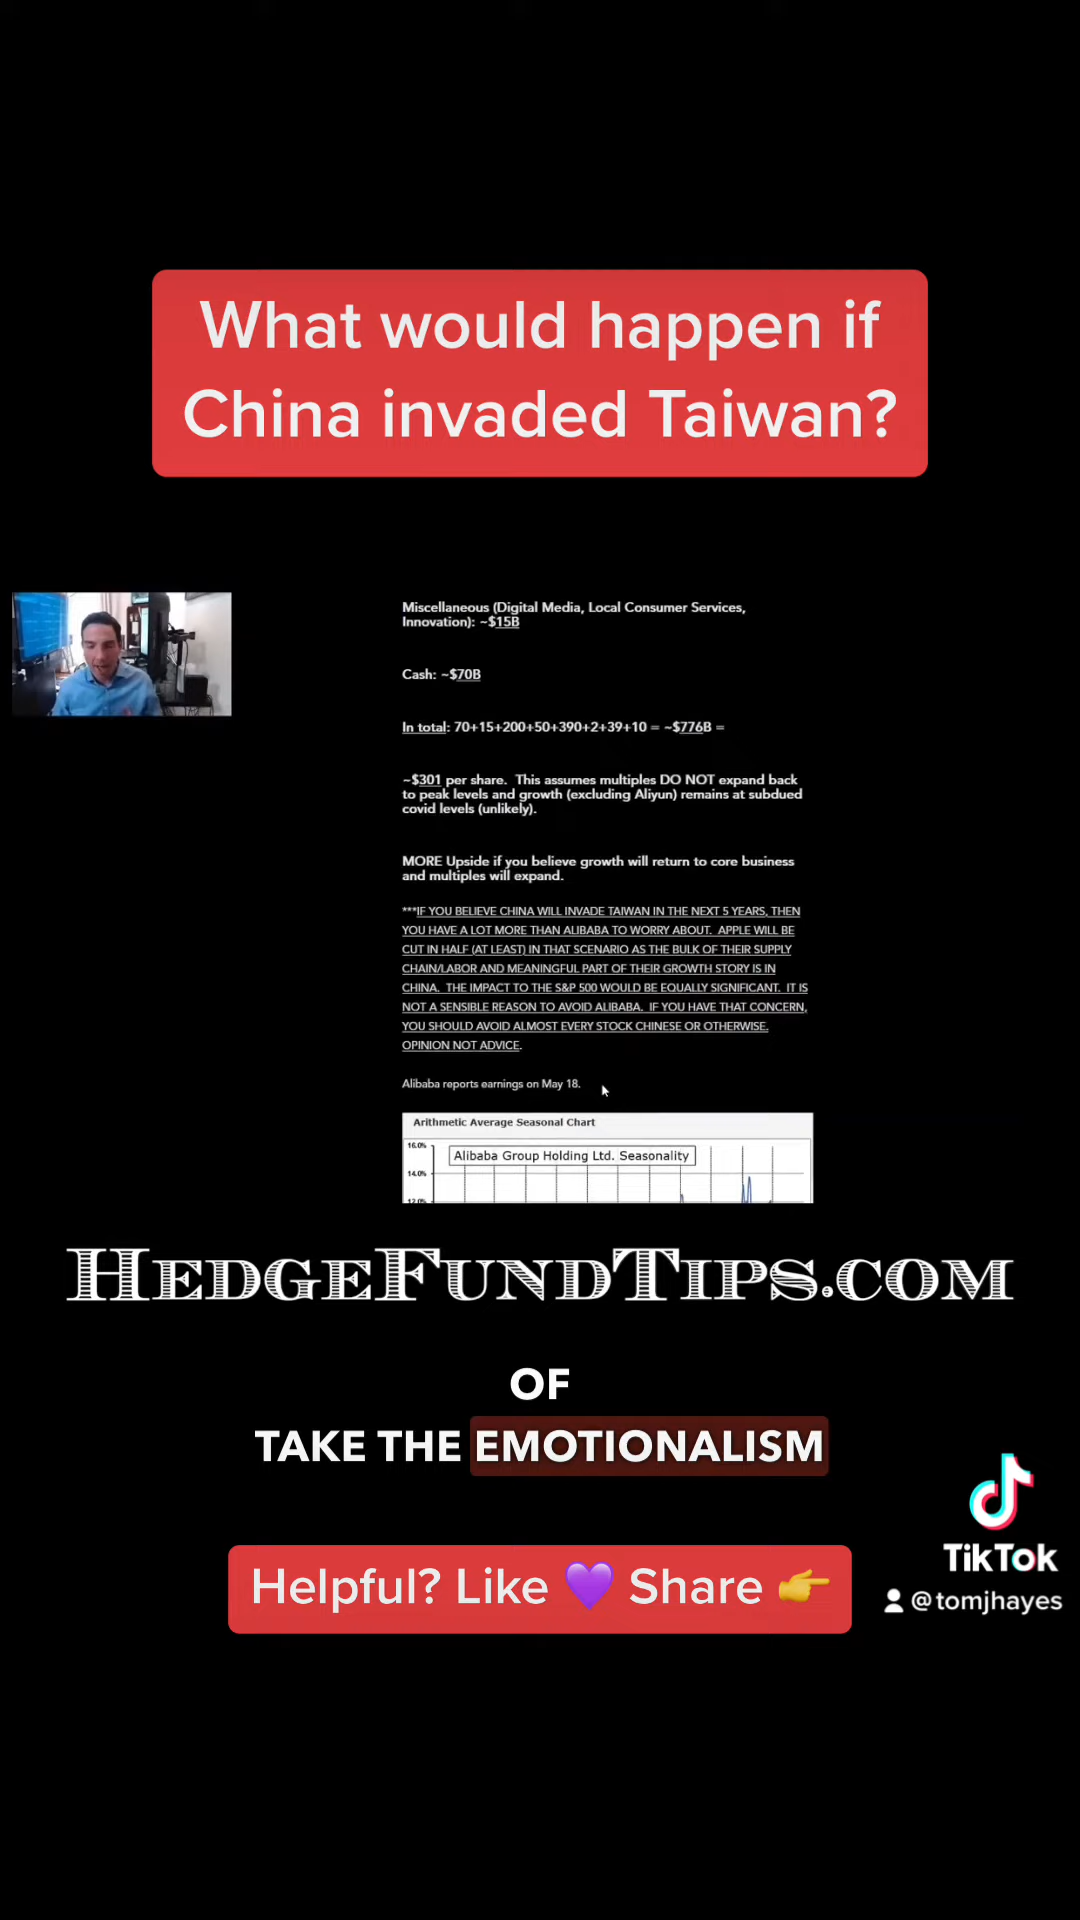 What would happen if
China invaded Taiwan?
Miscellaneous (Digital Media, Local Consumer Services,
Innovation): ~$15B
Cash: ~$70B
In total: 70+15+200+50+390+2+39+10 = ~$776B =
~$301 per share.  This assumes multiples DO NOT expand back
to peak levels and growth (excluding Aliyun) remains at subdued
covid levels (unlikely).
MORE Upside if you believe growth will return to core business
and multiples will expand.
***IF YOU BELIEVE CHINA WILL INVADE TAIWAN IN THE NEXT 5 YEARS, THEN
YOU HAVE A LOT MORE THAN ALIBABA TO WORRY ABOUT.  APPLE WILL BE
CUT IN HALF (AT LEAST) IN THAT SCENARIO AS THE BULK OF THEIR SUPPLY
CHAIN/LABOR AND MEANINGFUL PART OF THEIR GROWTH STORY IS IN
CHINA.  THE IMPACT TO THE S&P 500 WOULD BE EQUALLY SIGNIFICANT.  IT IS
NOT A SENSIBLE REASON TO AVOID ALIBABA.  IF YOU HAVE THAT CONCERN,
YOU SHOULD AVOID ALMOST EVERY STOCK CHINESE OR OTHERWISE.
OPINION NOT ADVICE.
Alibaba reports earnings on May 18.
Arithmetic Average Seasonal Chart
16.0%
Alibaba Group Holding Ltd. Seasonality
14.0%
12.0%
HEDGEFUNDTIPS.COM
OF
TAKE THE EMOTIONALISM
Helpful? Like 💜 Share 👉
TikTok
@tomjhayes